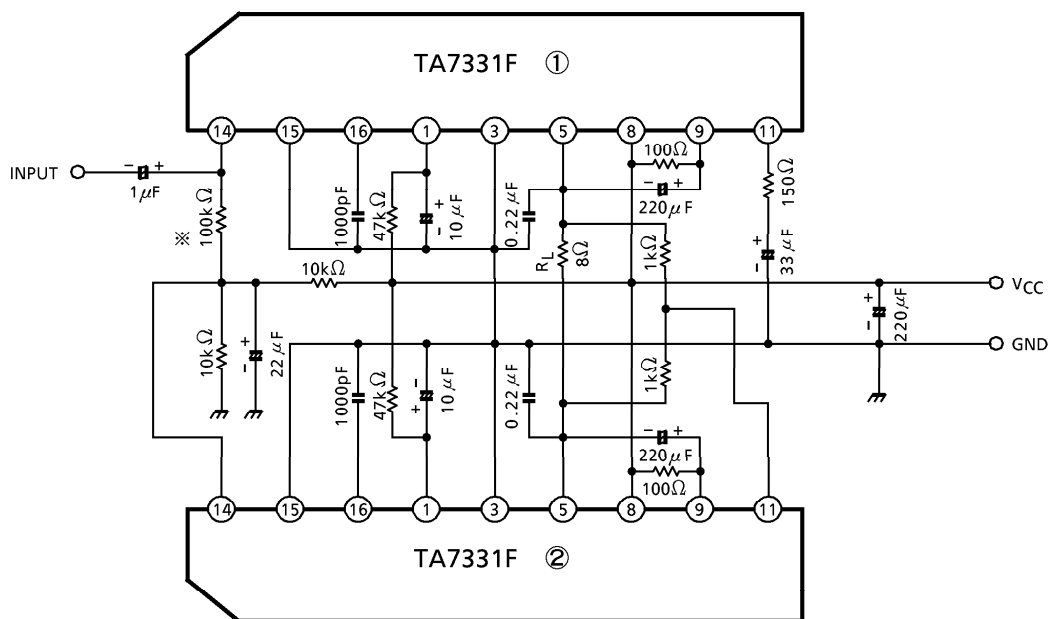 TA7331F ①
14 15 16 1 3 5 8 9 11
INPUT
− +
1μF
※ 100kΩ
1000pF
47kΩ
+
−
10μF
0.22μF
100Ω
− +
220μF
150Ω
RL 8Ω
1kΩ
+
−
33μF
10kΩ
VCC
+
−
220μF
GND
10kΩ
+
−
22μF
1000pF
47kΩ
−
+
10μF
0.22μF
1kΩ
− +
220μF
100Ω
14 15 16 1 3 5 8 9 11
TA7331F ②